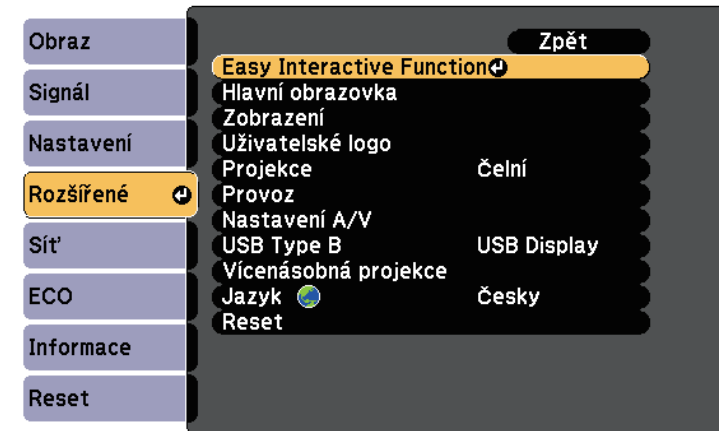 Obraz
Signál
Nastavení
Rozšířené
Síť
ECO
Informace
Reset
Zpět
Easy Interactive Function
Hlavní obrazovka
Zobrazení
Uživatelské logo
Projekce Čelní
Provoz
Nastavení A/V
USB Type B USB Display
Vícenásobná projekce
Jazyk Česky
Reset